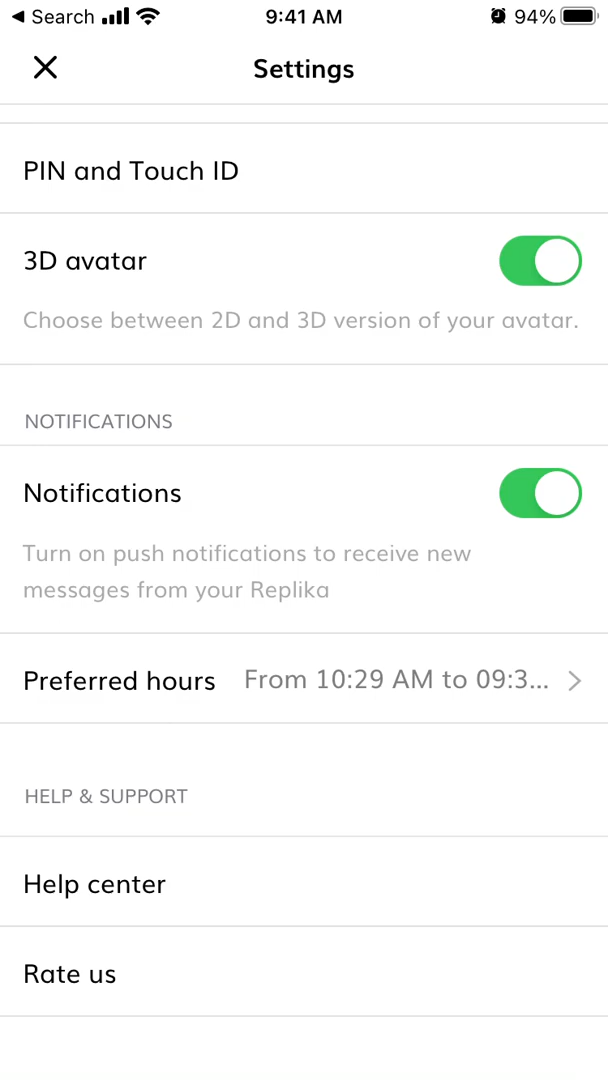 Search 9:41 AM 94%
Settings
PIN and Touch ID
3D avatar
Choose between 2D and 3D version of your avatar.
NOTIFICATIONS
Notifications
Turn on push notifications to receive new
messages from your Replika
Preferred hours From 10:29 AM to 09:3...
HELP & SUPPORT
Help center
Rate us